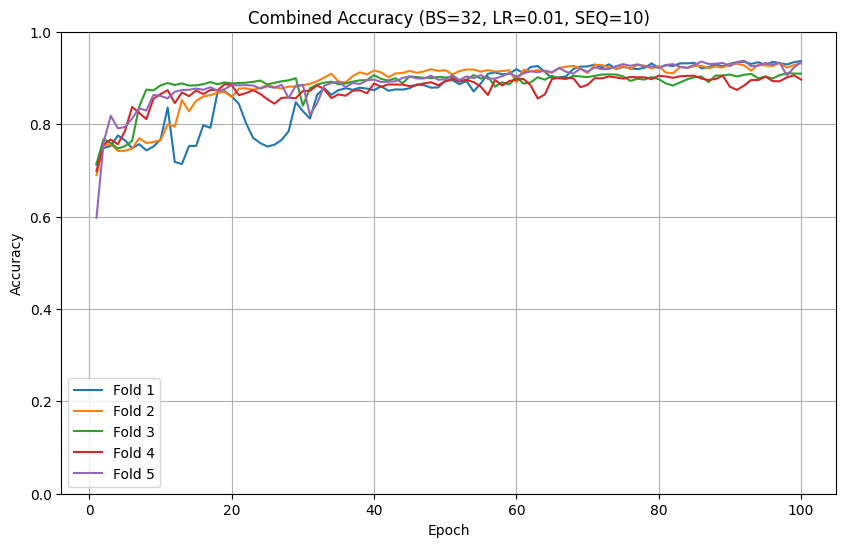 Combined Accuracy (BS=32, LR=0.01, SEQ=10)
1.0
0.8
0.6
0.4
0.2
0.0
Accuracy
Fold 1
Fold 2
Fold 3
Fold 4
Fold 5
0 20 40 60 80 100
Epoch